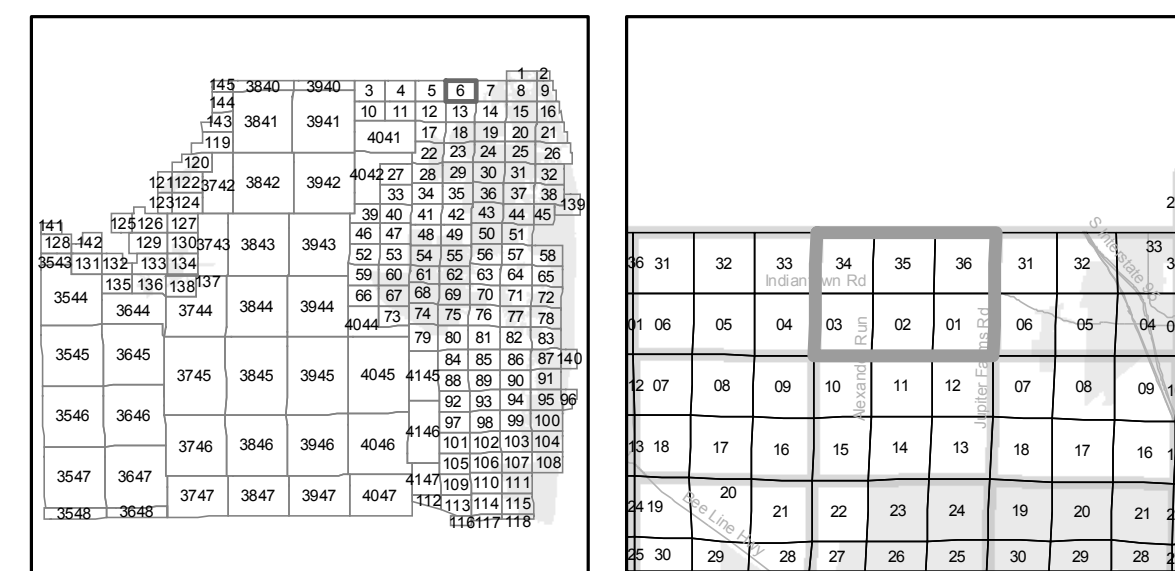 1 2
145 3840 3940 3 4 5 6 7 8 9
144
10 11 12 13 14 15 16
143 3841 3941
4041 17 18 19 20 21
119
22 23 24 25 26
120
4042 27 28 29 30 31 32
121 122 3742 3842 3942
33 34 35 36 37 38
123 124 139
39 40 41 42 43 44 45
141 125 126 127
46 47 48 49 50 51
128 142 129 130 3743 3843 3943
52 53 54 55 56 57 58
3543 131 132 133 134
59 60 61 62 63 64 65
135 136 138 137
3544 66 67 68 69 70 71 72
3644 3744 3844 3944
73 74 75 76 77 78
4044
79 80 81 82 83
3545 3645
84 85 86 87 140
3745 3845 3945 4045 4145
88 89 90 91
92 93 94 95 96
3546 3646
97 98 99 100
4146
3746 3846 3946 4046 101 102 103 104
105 106 107 108
3547 3647
4147 109 110 111
3747 3847 3947 4047
112 113 114 115
3548 3648
116 117 118
2
S Interstate 95
33
36 31 32 33 34 35 36 31 32 3
Indiantown Rd
01 06 05 04 03 02 01 06 05 04 0
Alexander Run
Jupiter Farms Rd
12 07 08 09 10 11 12 07 08 09 1
13 18 17 16 15 14 13 18 17 16 1
20
24 19 21 22 23 24 19 20 21 2
Bee Line Hwy
25 30 29 28 27 26 25 30 29 28 2